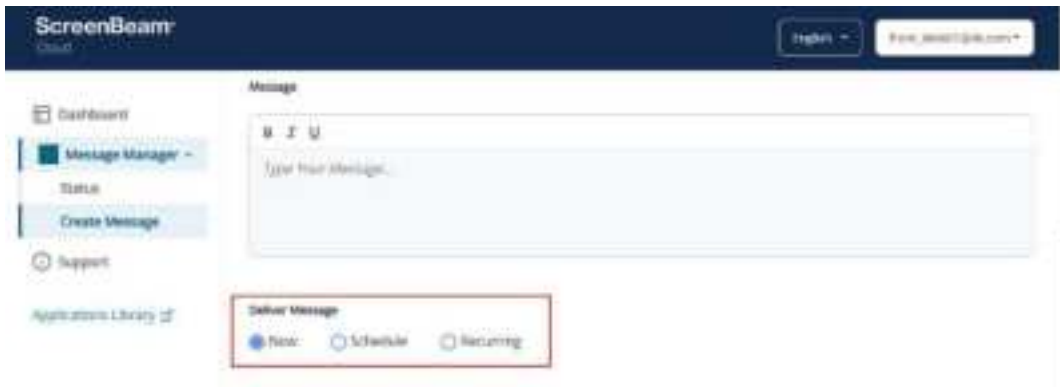 ScreenBeam
Cloud
English
Message
Dashboard
B I U
Message Manager
Type Your Message...
Status
Create Message
Support
Applications Library
Deliver Message
Now Schedule Recurring